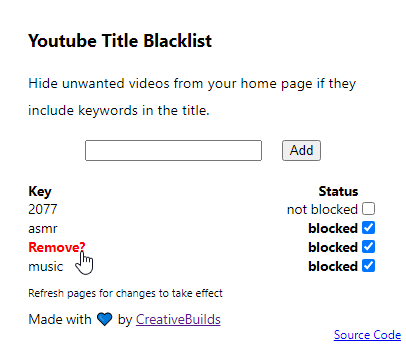 Youtube Title Blacklist
Hide unwanted videos from your home page if they
include keywords in the title.
Add
Key Status
2077 not blocked
asmr blocked
Remove? blocked
music blocked
Refresh pages for changes to take effect
Made with 💙 by CreativeBuilds
Source Code